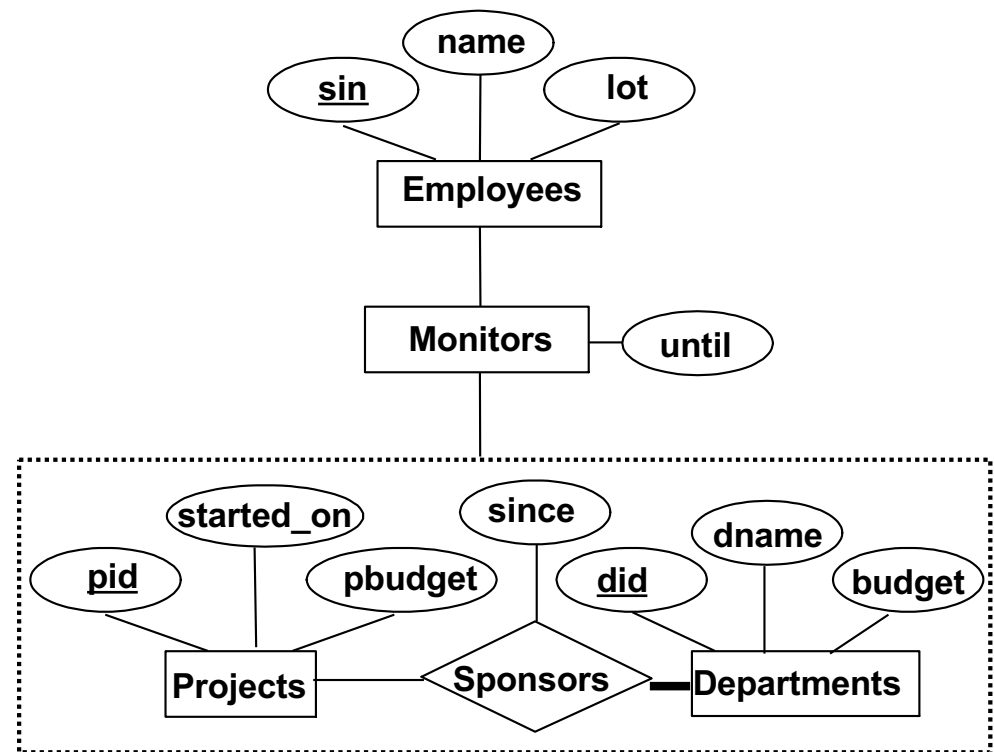 name
sin
lot
Employees
Monitors
until
started_on
since
dname
pid
pbudget
did
budget
Projects
Sponsors
Departments